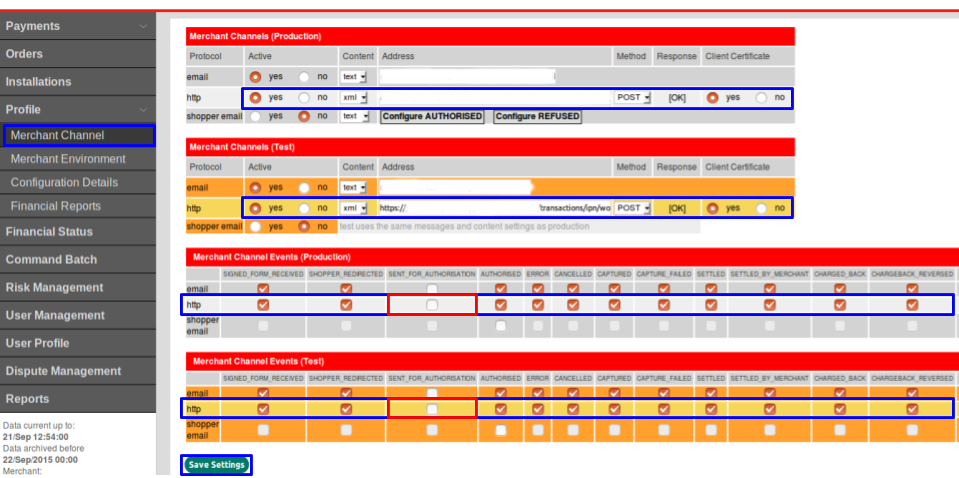 Payments
Orders
Installations
Profile
Merchant Channel
Merchant Environment
Configuration Details
Financial Reports
Financial Status
Command Batch
Risk Management
User Management
User Profile
Dispute Management
Reports
Data current up to:
21/Sep 12:54:00
Data archived before
22/Sep/2015 00:00
Merchant:
Merchant Channels (Production)
Protocol Active Content Address Method Response Client Certificate
email yes no text
http yes no xml POST [OK] yes no
shopper email yes no text Configure AUTHORISED Configure REFUSED
Merchant Channels (Test)
Protocol Active Content Address Method Response Client Certificate
email yes no text
http yes no xml https:// transactions/ipn/wo POST [OK] yes no
shopper email yes no test uses the same messages and content settings as production
Merchant Channel Events (Production)
SIGNED_FORM_RECEIVED SHOPPER_REDIRECTED SENT_FOR_AUTHORISATION AUTHORISED ERROR CANCELLED CAPTURED CAPTURE_FAILED SETTLED SETTLED_BY_MERCHANT CHARGED_BACK CHARGEBACK_REVERSED
email
http
shopper
email
Merchant Channel Events (Test)
SIGNED_FORM_RECEIVED SHOPPER_REDIRECTED SENT_FOR_AUTHORISATION AUTHORISED ERROR CANCELLED CAPTURED CAPTURE_FAILED SETTLED SETTLED_BY_MERCHANT CHARGED_BACK CHARGEBACK_REVERSED
email
http
shopper
email
Save Settings